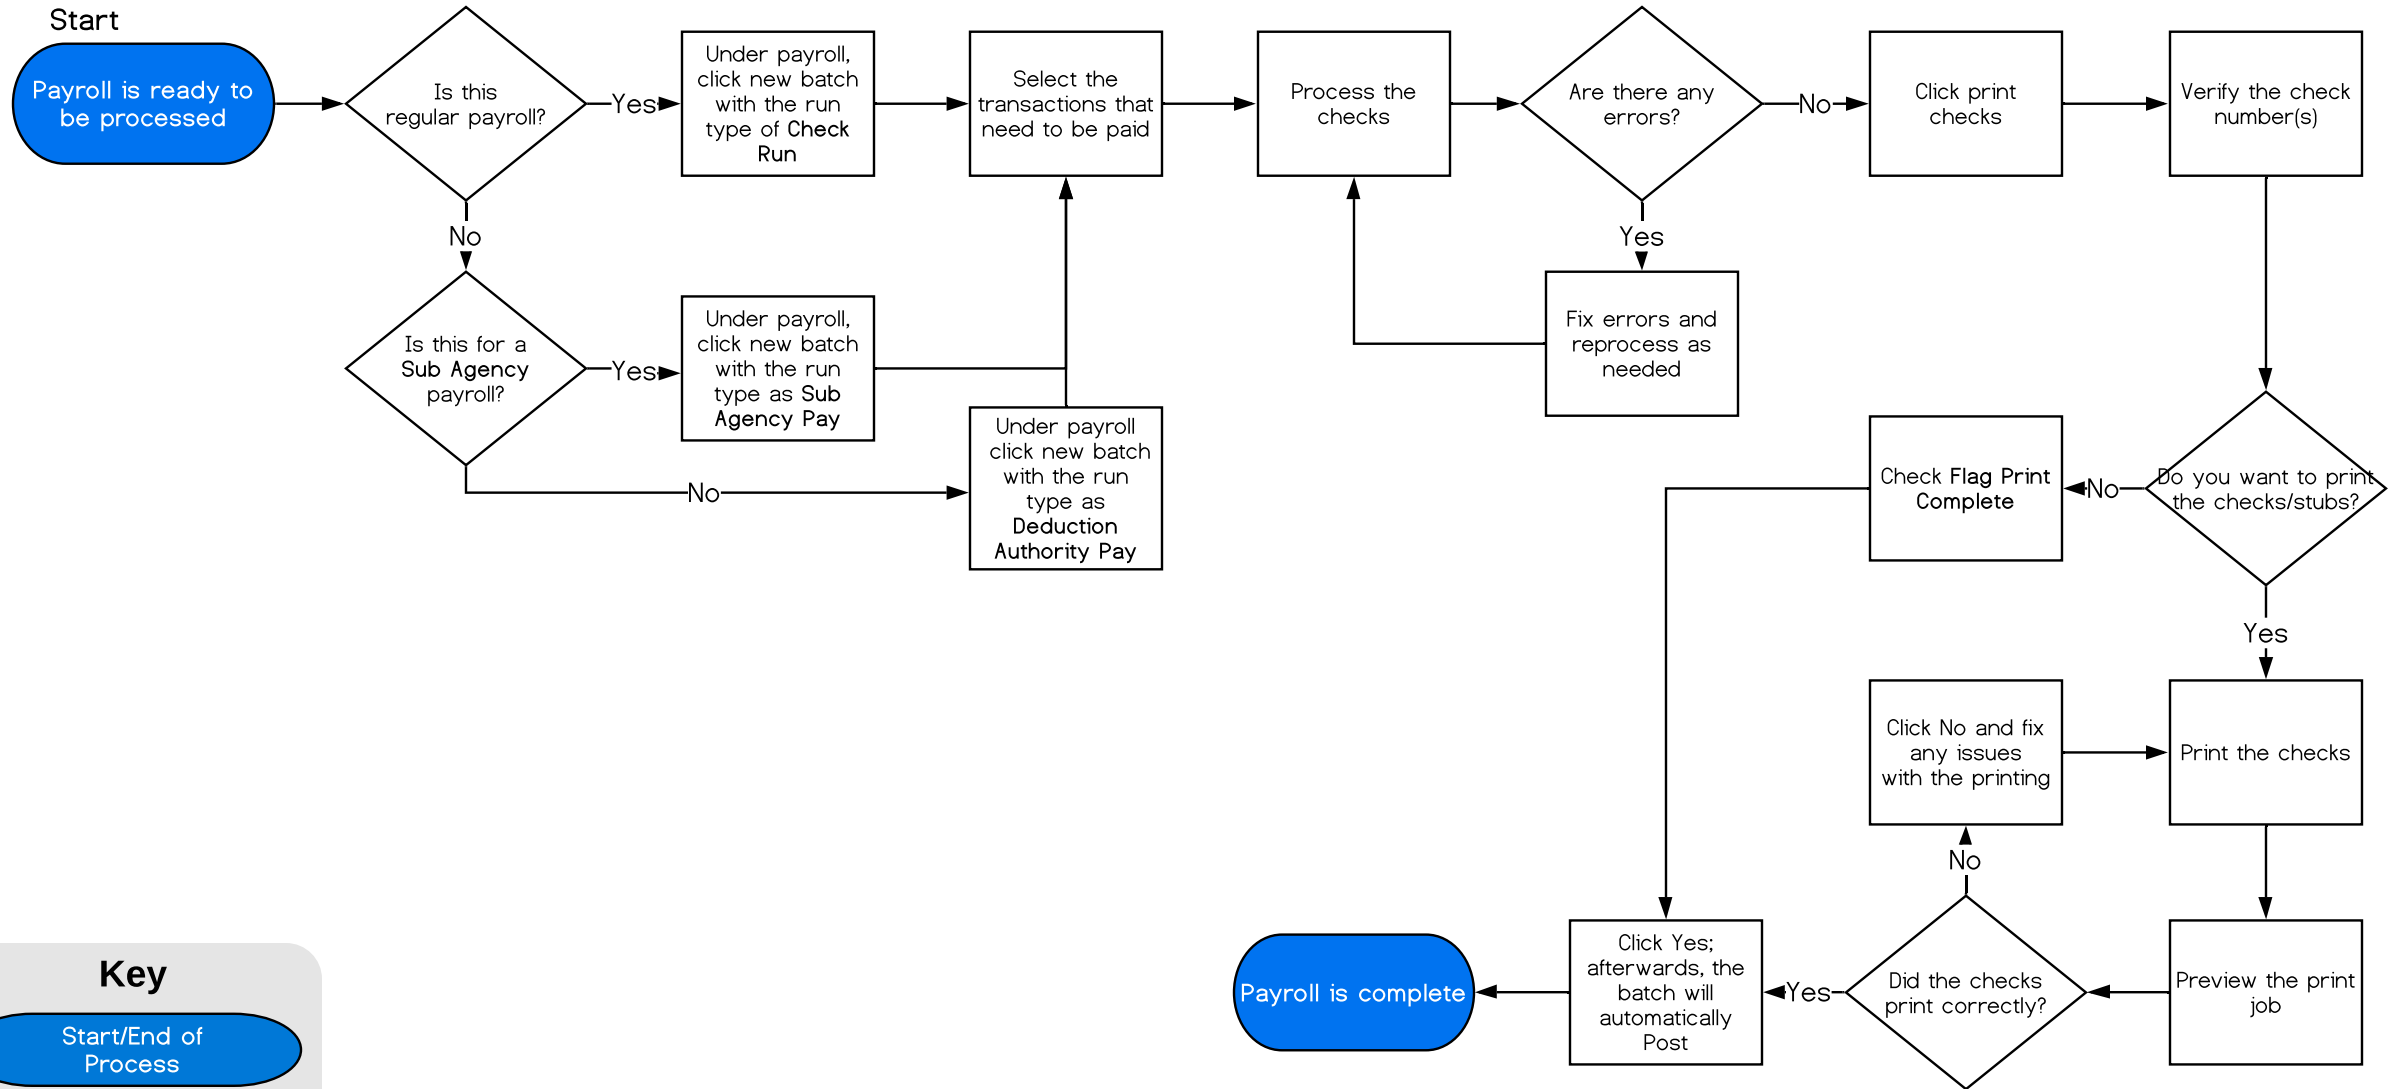 Start
Payroll is ready to
be processed
Is this
regular payroll?
Yes
Under payroll,
click new batch
with the run
type of Check
Run
Select the
transactions that
need to be paid
Process the
checks
Are there any
errors?
No
Click print
checks
Verify the check
number(s)
No
Yes
Is this for a
Sub Agency
payroll?
Yes
Under payroll,
click new batch
with the run
type as Sub
Agency Pay
No
Under payroll
click new batch
with the run
type as
Deduction
Authority Pay
Fix errors and
reprocess as
needed
Do you want to print
the checks/stubs?
No
Check Flag Print
Complete
Yes
Print the checks
Click No and fix
any issues
with the printing
No
Preview the print
job
Did the checks
print correctly?
Yes
Click Yes;
afterwards, the
batch will
automatically
Post
Payroll is complete
Key
Start/End of
Process